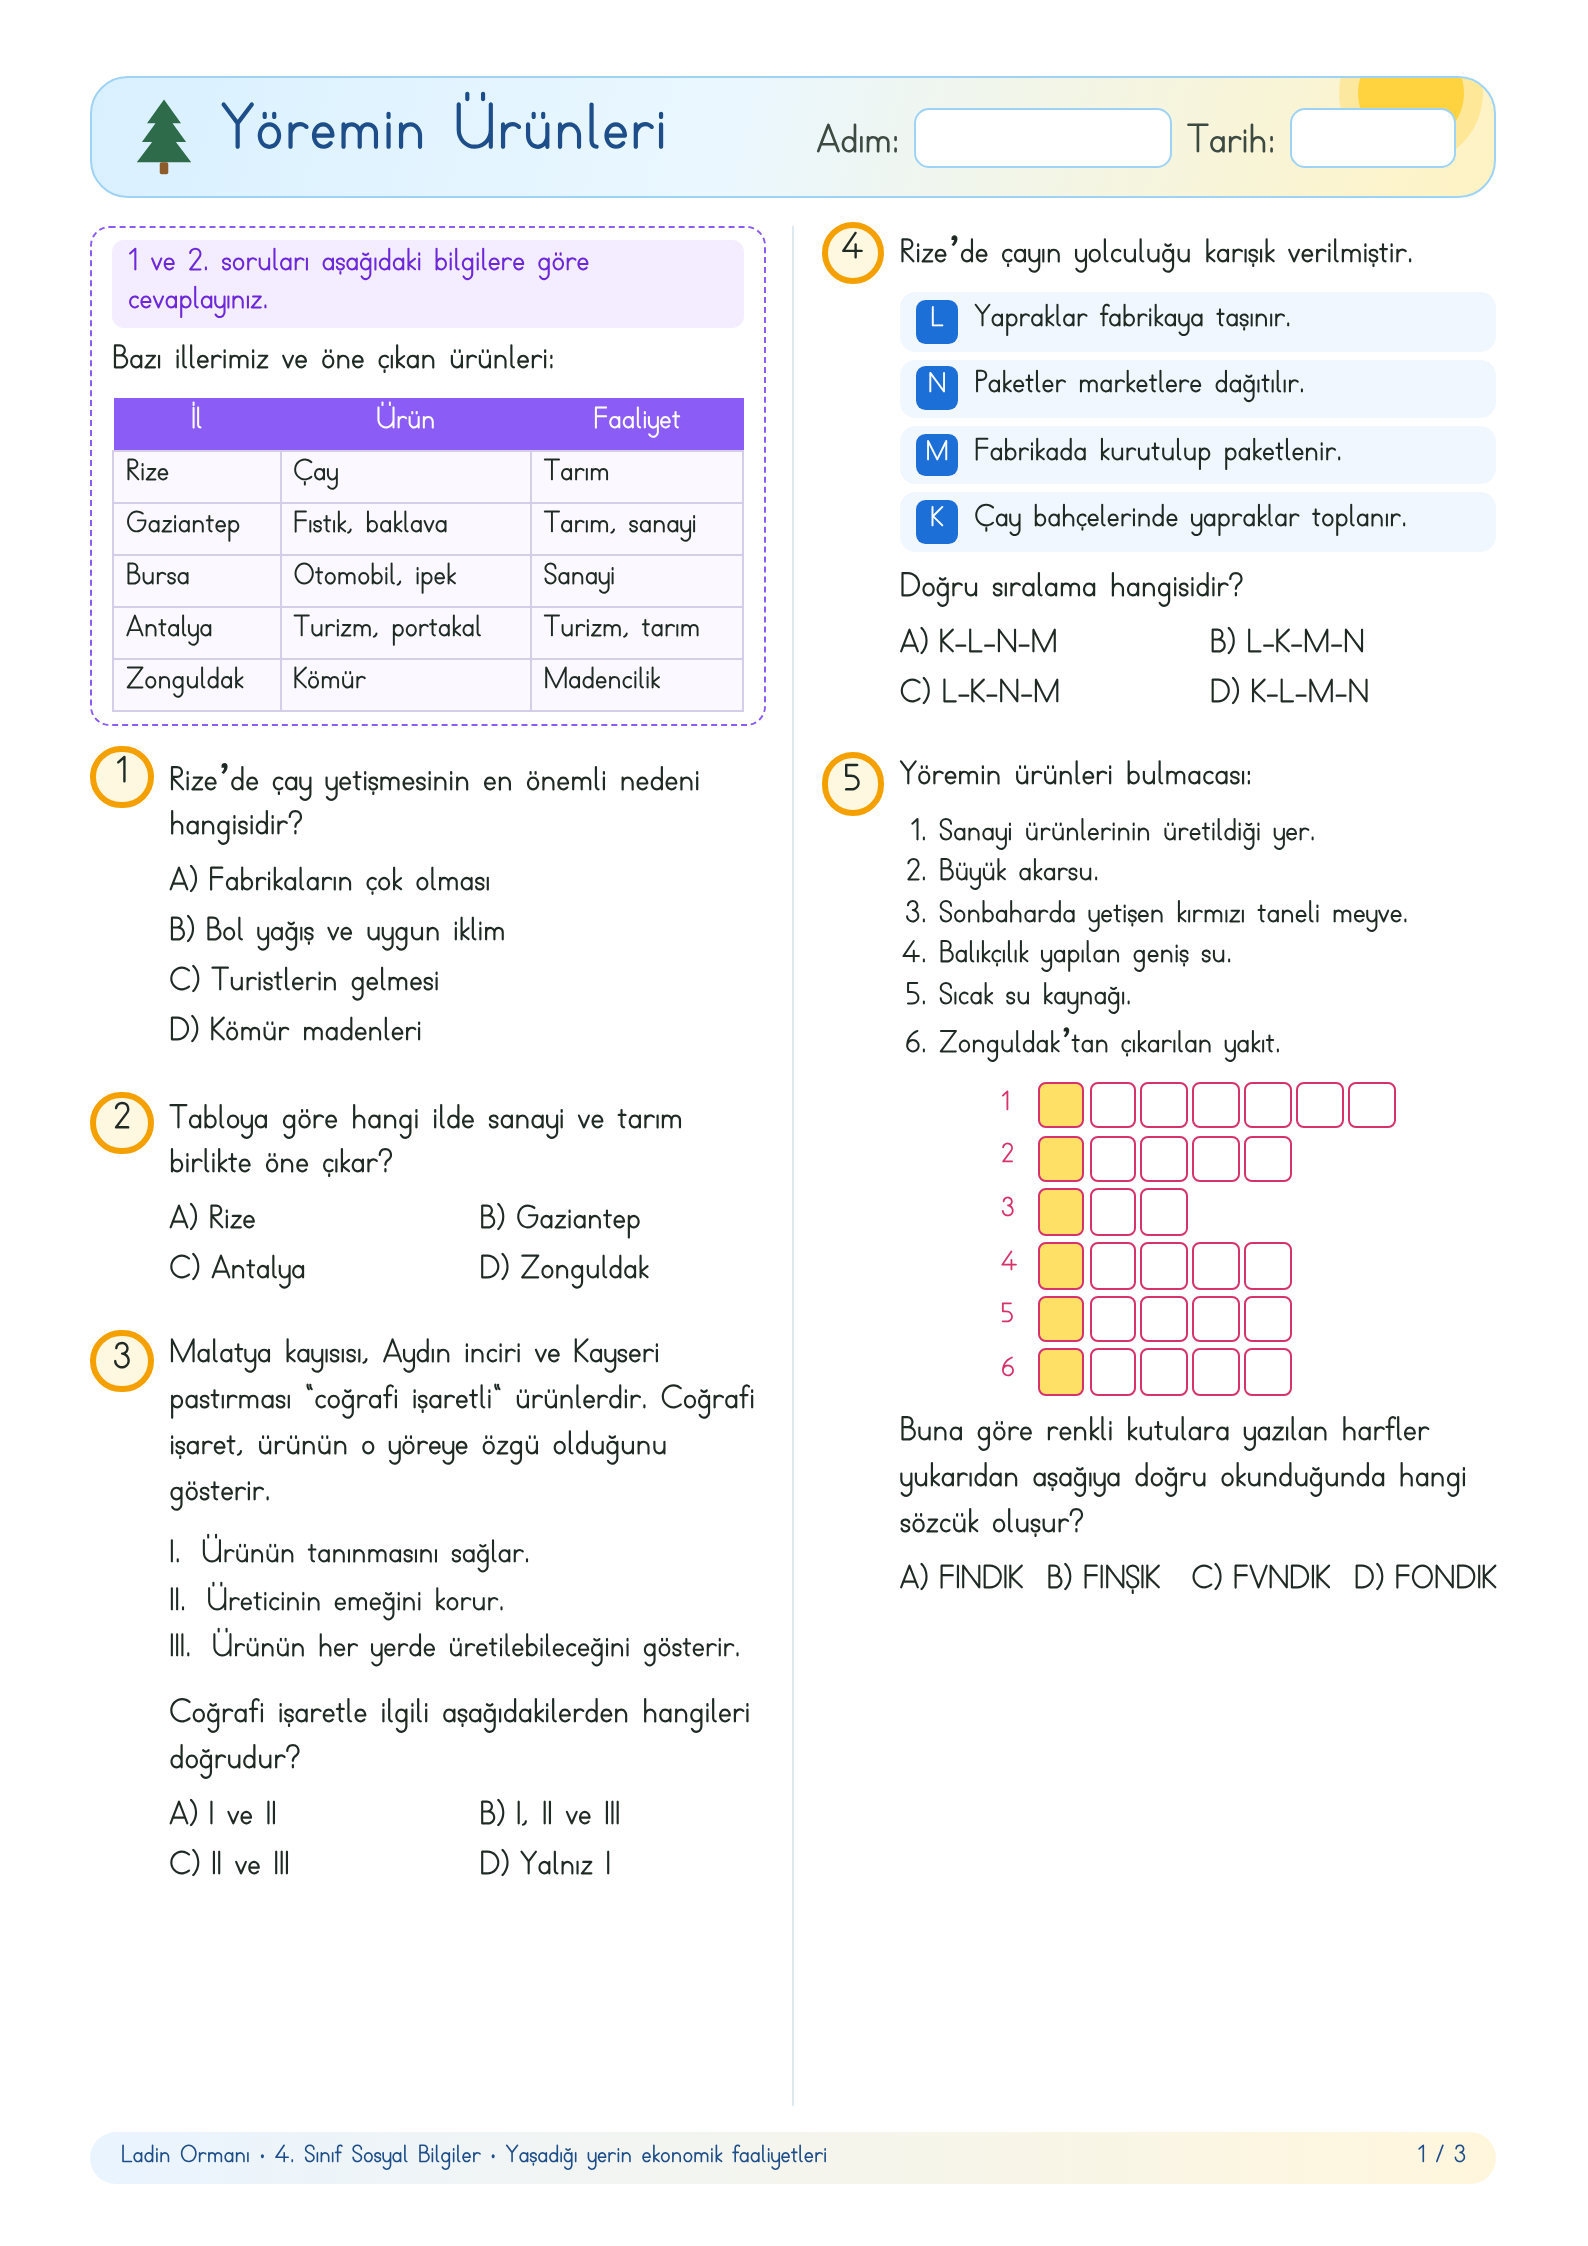 Yöremin Ürünleri
Adım:
Tarih:
1 ve 2. soruları aşağıdaki bilgilere göre
cevaplayınız.
Bazı illerimiz ve öne çıkan ürünleri:
İl Ürün Faaliyet
Rize Çay Tarım
Gaziantep Fıstık, baklava Tarım, sanayi
Bursa Otomobil, ipek Sanayi
Antalya Turizm, portakal Turizm, tarım
Zonguldak Kömür Madencilik
1
Rize’de çay yetişmesinin en önemli nedeni
hangisidir?
A) Fabrikaların çok olması
B) Bol yağış ve uygun iklim
C) Turistlerin gelmesi
D) Kömür madenleri
2
Tabloya göre hangi ilde sanayi ve tarım
birlikte öne çıkar?
A) Rize B) Gaziantep
C) Antalya D) Zonguldak
3
Malatya kayısısı, Aydın inciri ve Kayseri
pastırması “coğrafi işaretli“ ürünlerdir. Coğrafi
işaret, ürünün o yöreye özgü olduğunu
gösterir.
I. Ürünün tanınmasını sağlar.
II. Üreticinin emeğini korur.
III. Ürünün her yerde üretilebileceğini gösterir.
Coğrafi işaretle ilgili aşağıdakilerden hangileri
doğrudur?
A) I ve II B) I, II ve III
C) II ve III D) Yalnız I
4
Rize’de çayın yolculuğu karışık verilmiştir.
L Yapraklar fabrikaya taşınır.
N Paketler marketlere dağıtılır.
M Fabrikada kurutulup paketlenir.
K Çay bahçelerinde yapraklar toplanır.
Doğru sıralama hangisidir?
A) K-L-N-M B) L-K-M-N
C) L-K-N-M D) K-L-M-N
5
Yöremin ürünleri bulmacası:
1. Sanayi ürünlerinin üretildiği yer.
2. Büyük akarsu.
3. Sonbaharda yetişen kırmızı taneli meyve.
4. Balıkçılık yapılan geniş su.
5. Sıcak su kaynağı.
6. Zonguldak’tan çıkarılan yakıt.
1
2
3
4
5
6
Buna göre renkli kutulara yazılan harfler
yukarıdan aşağıya doğru okunduğunda hangi
sözcük oluşur?
A) FINDIK B) FINŞIK C) FVNDIK D) FONDIK
Ladin Ormanı • 4. Sınıf Sosyal Bilgiler • Yaşadığı yerin ekonomik faaliyetleri
1 / 3